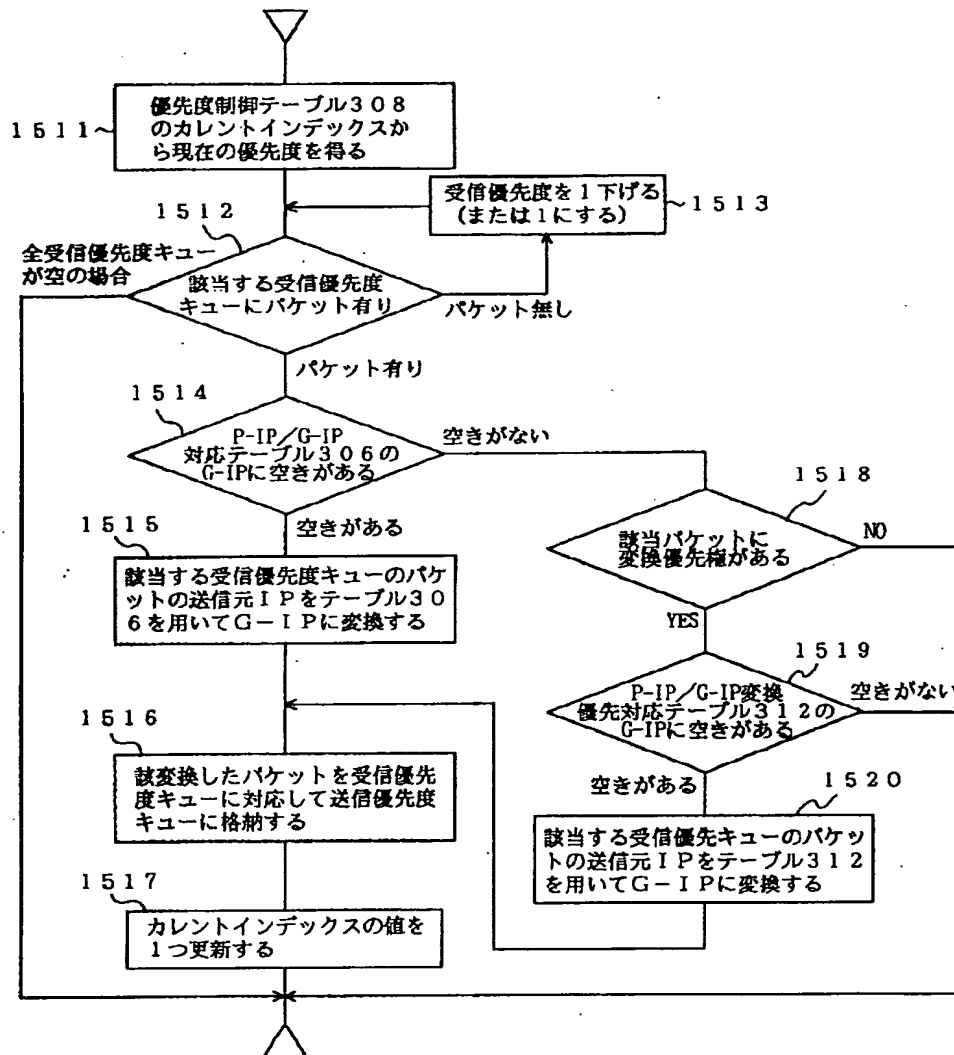 優先度制御テーブル308
のカレントインデックスか
ら現在の優先度を得る
1511
受信優先度を1下げる
(または1にする)
1513
1512
全受信優先度キュー
が空の場合
該当する受信優先度
キューにパケット有り
パケット無し
パケット有り
1514
P-IP/G-IP
対応テーブル306の
G-IPに空きがある
空きがない
1518
空きがある
1515
該当パケットに
変換優先権がある
NO
該当する受信優先度キューのパケ
ットの送信元IPをテーブル30
6を用いてG-IPに変換する
YES
1519
P-IP/G-IP変換
優先対応テーブル312の
G-IPに空きがある
空きがない
1516
該変換したパケットを受信優先
度キューに対応して送信優先度
キューに格納する
空きがある
1520
該当する受信優先キューのパケッ
トの送信元IPをテーブル312
を用いてG-IPに変換する
1517
カレントインデックスの値を
1つ更新する